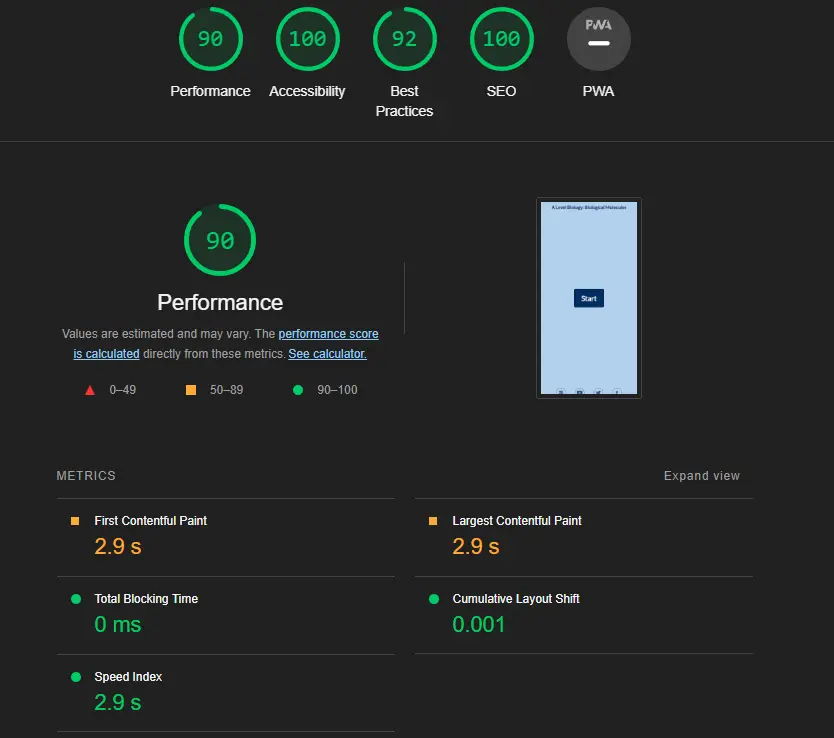 90
100
92
100
PWA
Performance
Accessibility
Best
Practices
SEO
PWA
90
Performance
Values are estimated and may vary. The performance score
is calculated directly from these metrics. See calculator.
0–49
50–89
90–100
A Level Biology: Biological Molecules
Start
METRICS
Expand view
First Contentful Paint
2.9 s
Largest Contentful Paint
2.9 s
Total Blocking Time
0 ms
Cumulative Layout Shift
0.001
Speed Index
2.9 s